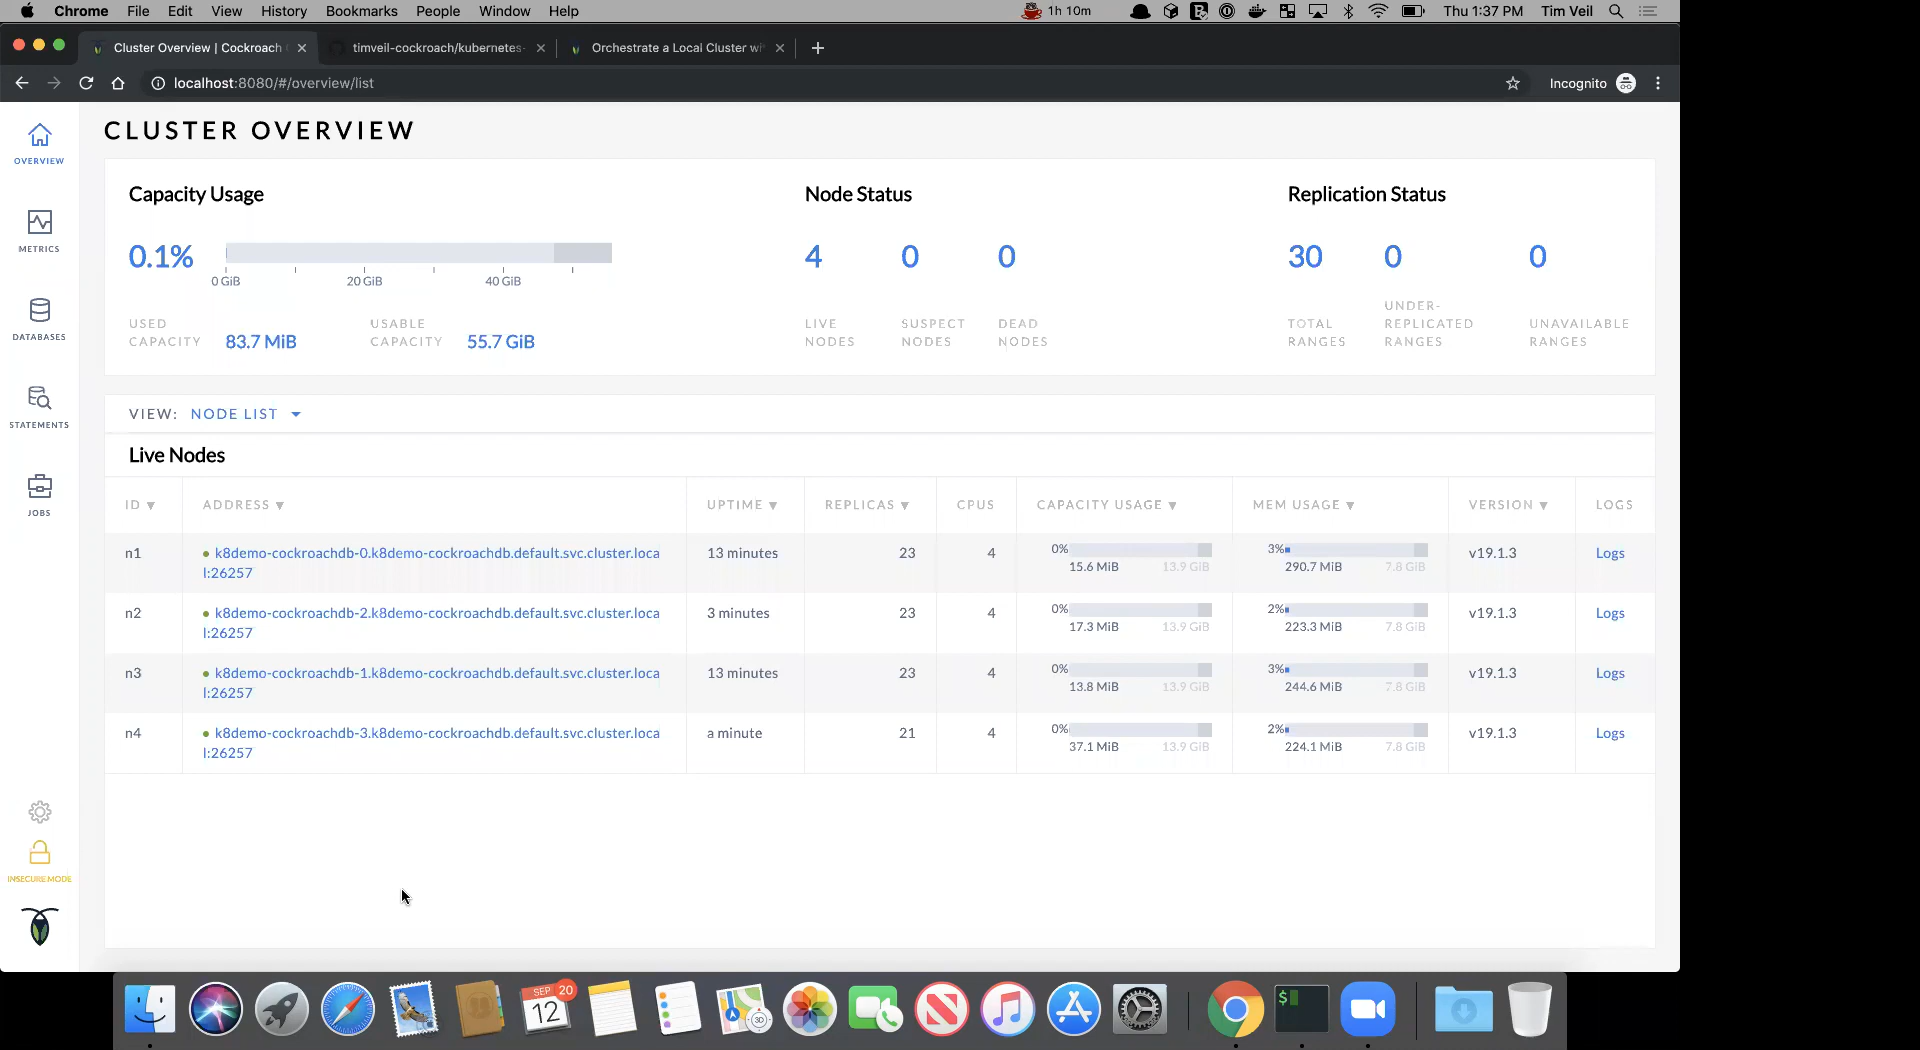 Chrome File Edit View History Bookmarks People Window Help 1h 10m Thu 1:37 PM Tim Veil
Cluster Overview | Cockroach timveil-cockroach/kubernetes- Orchestrate a Local Cluster wi
localhost:8080/#/overview/list Incognito
CLUSTER OVERVIEW
OVERVIEW
METRICS
DATABASES
STATEMENTS
JOBS
INSECURE MODE
Capacity Usage
0.1%
0 GiB 20 GiB 40 GiB
USED
CAPACITY
83.7 MiB
USABLE
CAPACITY
55.7 GiB
Node Status
4 0 0
LIVE
NODES
SUSPECT
NODES
DEAD
NODES
Replication Status
30 0 0
TOTAL
RANGES
UNDER-
REPLICATED
RANGES
UNAVAILABLE
RANGES
VIEW: NODE LIST
Live Nodes
ID ADDRESS UPTIME REPLICAS CPUS CAPACITY USAGE MEM USAGE VERSION LOGS
n1 k8demo-cockroachdb-0.k8demo-cockroachdb.default.svc.cluster.loca 13 minutes 23 4 0% 3% v19.1.3 Logs
l:26257 15.6 MiB 13.9 GiB 290.7 MiB 7.8 GiB
n2 k8demo-cockroachdb-2.k8demo-cockroachdb.default.svc.cluster.loca 3 minutes 23 4 0% 2% v19.1.3 Logs
l:26257 17.3 MiB 13.9 GiB 223.3 MiB 7.8 GiB
n3 k8demo-cockroachdb-1.k8demo-cockroachdb.default.svc.cluster.loca 13 minutes 23 4 0% 3% v19.1.3 Logs
l:26257 13.8 MiB 13.9 GiB 244.6 MiB 7.8 GiB
n4 k8demo-cockroachdb-3.k8demo-cockroachdb.default.svc.cluster.loca a minute 21 4 0% 2% v19.1.3 Logs
l:26257 37.1 MiB 13.9 GiB 224.1 MiB 7.8 GiB
SEP 20
12
3D
$